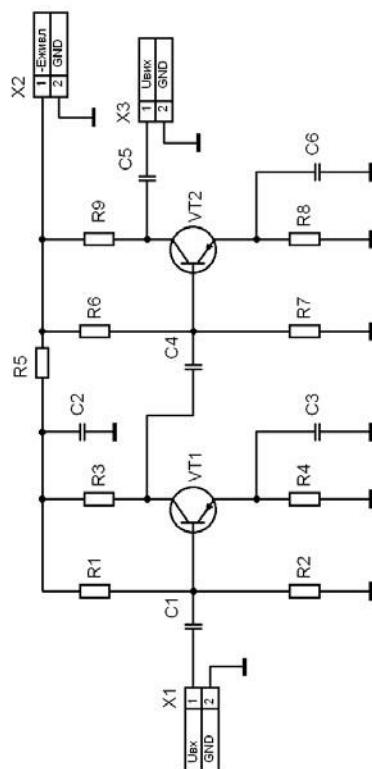 X2
1 -Еживл
2 GND
X3
1 Uвих
2 GND
C5
C6
R9
VT2
R8
R6
R7
C4
R5
C2
C3
R3
VT1
R4
R1
R2
C1
X1
Uвх 1
GND 2